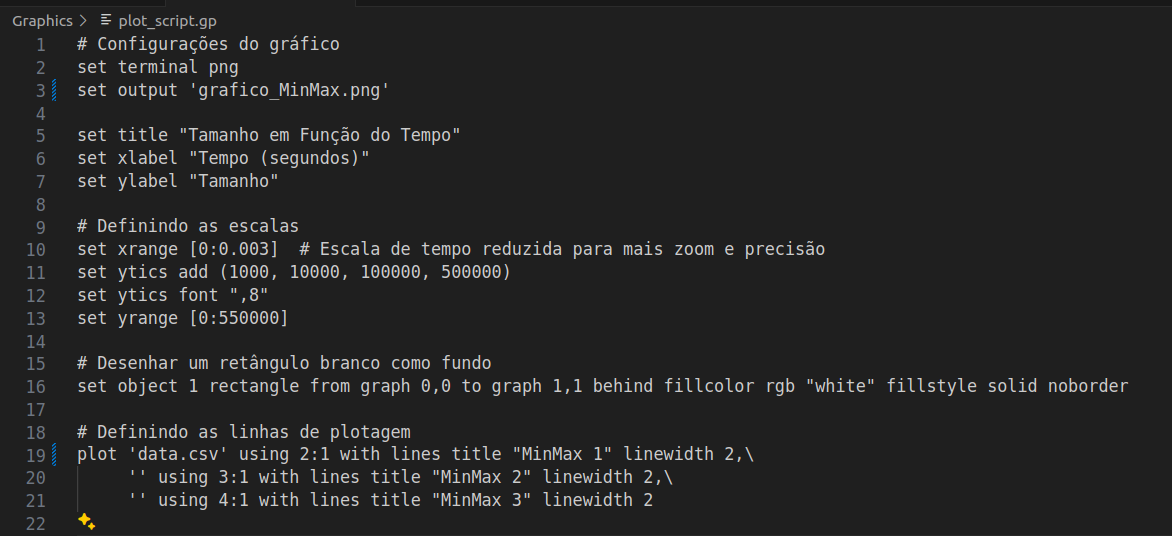 Graphics > plot_script.gp
1 # Configurações do gráfico
2 set terminal png
3 set output 'grafico_MinMax.png'
4
5 set title "Tamanho em Função do Tempo"
6 set xlabel "Tempo (segundos)"
7 set ylabel "Tamanho"
8
9 # Definindo as escalas
10 set xrange [0:0.003]  # Escala de tempo reduzida para mais zoom e precisão
11 set ytics add (1000, 10000, 100000, 500000)
12 set ytics font ",8"
13 set yrange [0:550000]
14
15 # Desenhar um retângulo branco como fundo
16 set object 1 rectangle from graph 0,0 to graph 1,1 behind fillcolor rgb "white" fillstyle solid noborder
17
18 # Definindo as linhas de plotagem
19 plot 'data.csv' using 2:1 with lines title "MinMax 1" linewidth 2,\
20      '' using 3:1 with lines title "MinMax 2" linewidth 2,\
21      '' using 4:1 with lines title "MinMax 3" linewidth 2
22